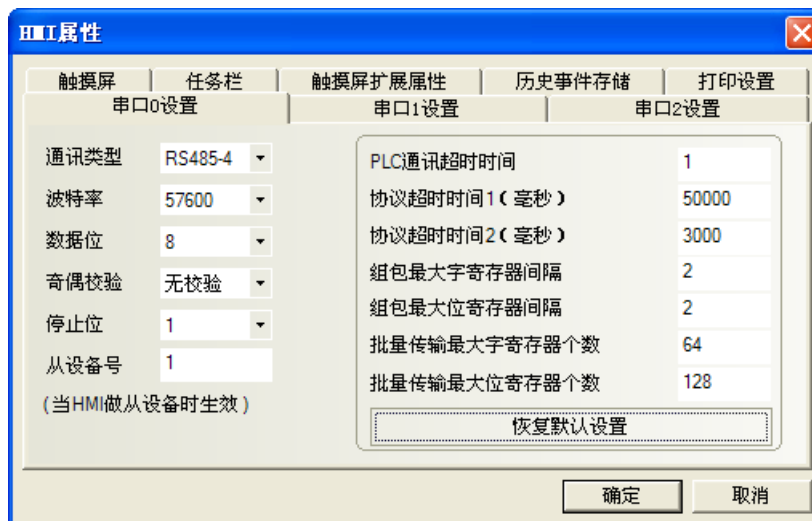 HMI属性
触摸屏 任务栏 触摸屏扩展属性 历史事件存储 打印设置
串口0设置 串口1设置 串口2设置
通讯类型 RS485-4
波特率 57600
数据位 8
奇偶校验 无校验
停止位 1
从设备号 1
(当HMI做从设备时生效)
PLC通讯超时时间 1
协议超时时间1(毫秒) 50000
协议超时时间2(毫秒) 3000
组包最大字寄存器间隔 2
组包最大位寄存器间隔 2
批量传输最大字寄存器个数 64
批量传输最大位寄存器个数 128
恢复默认设置
确定 取消